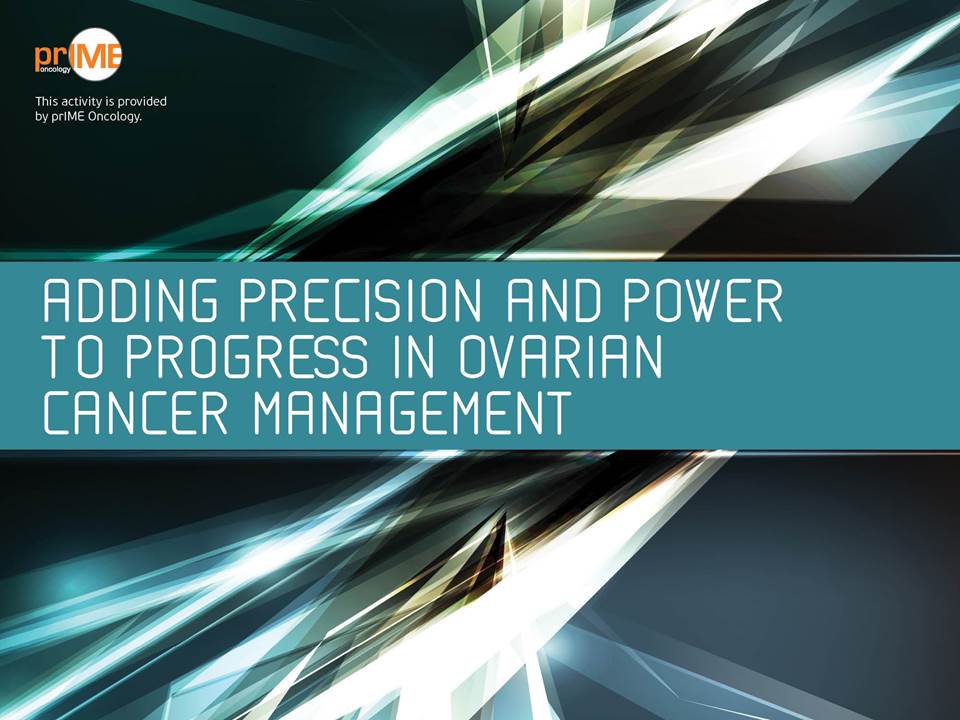 prIME
oncology
This activity is provided
by prIME Oncology.
ADDING PRECISION AND POWER
TO PROGRESS IN OVARIAN
CANCER MANAGEMENT